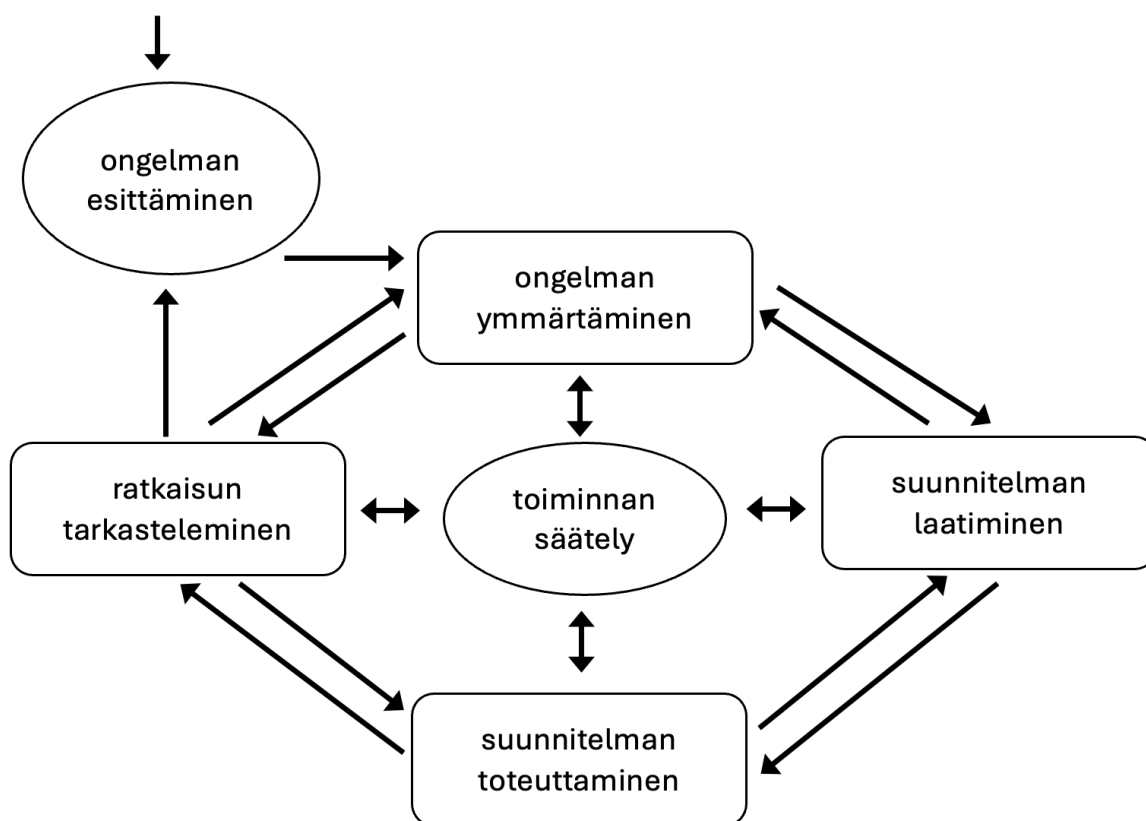 ongelman
esittäminen
ongelman
ymmärtäminen
ratkaisun
tarkasteleminen
toiminnan
säätely
suunnitelman
laatiminen
suunnitelman
toteuttaminen